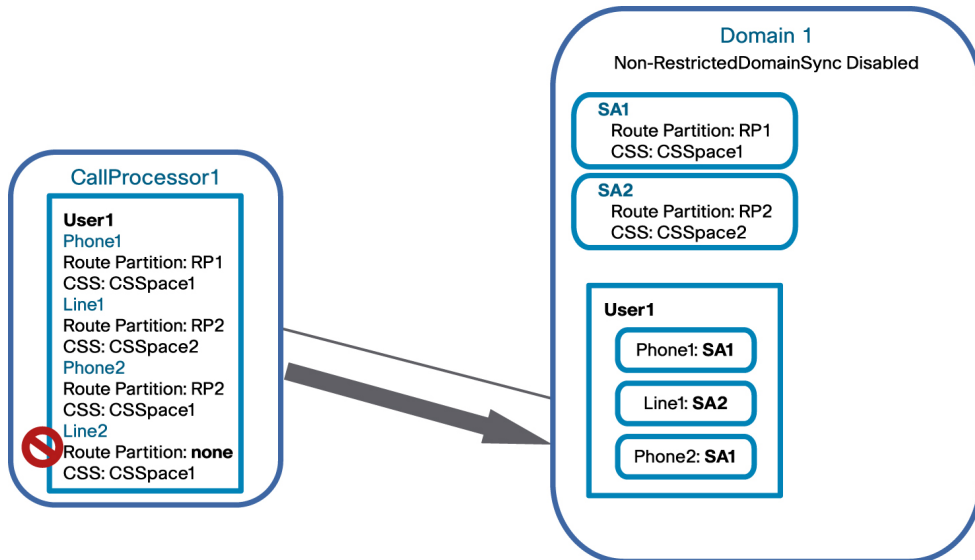 CallProcessor1
User1
Phone1
Route Partition: RP1
CSS: CSSpace1
Line1
Route Partition: RP2
CSS: CSSpace2
Phone2
Route Partition: RP2
CSS: CSSpace1
Line2
Route Partition: none
CSS: CSSpace1
Domain 1
Non-RestrictedDomainSync Disabled
SA1
Route Partition: RP1
CSS: CSSpace1
SA2
Route Partition: RP2
CSS: CSSpace2
User1
Phone1: SA1
Line1: SA2
Phone2: SA1